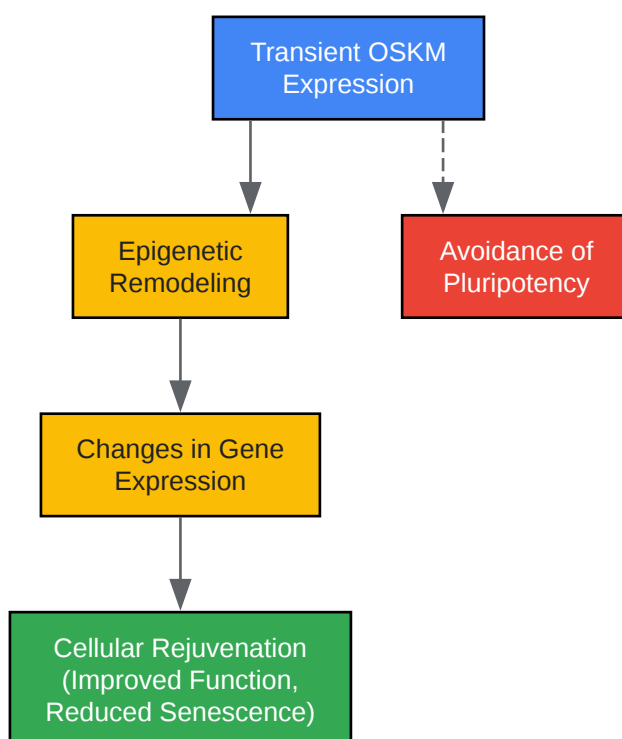 Transient OSKM
Expression
Epigenetic
Remodeling
Avoidance of
Pluripotency
Changes in Gene
Expression
Cellular Rejuvenation
(Improved Function,
Reduced Senescence)